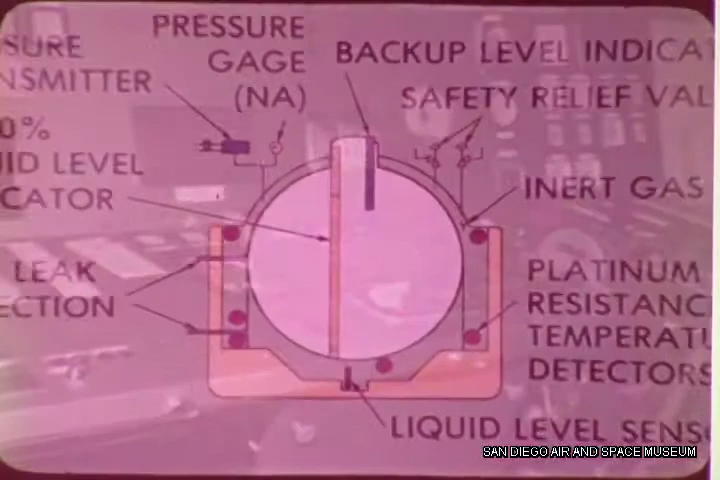 SURE
NSMITTER
PRESSURE
GAGE
(NA)
BACKUP LEVEL INDICAT
SAFETY RELIEF VAL
0%
UID LEVEL
CATOR
INERT GAS
LEAK
ECTION
PLATINUM
RESISTANC
TEMPERATU
DETECTORS
LIQUID LEVEL SENS
SAN DIEGO AIR AND SPACE MUSEUM